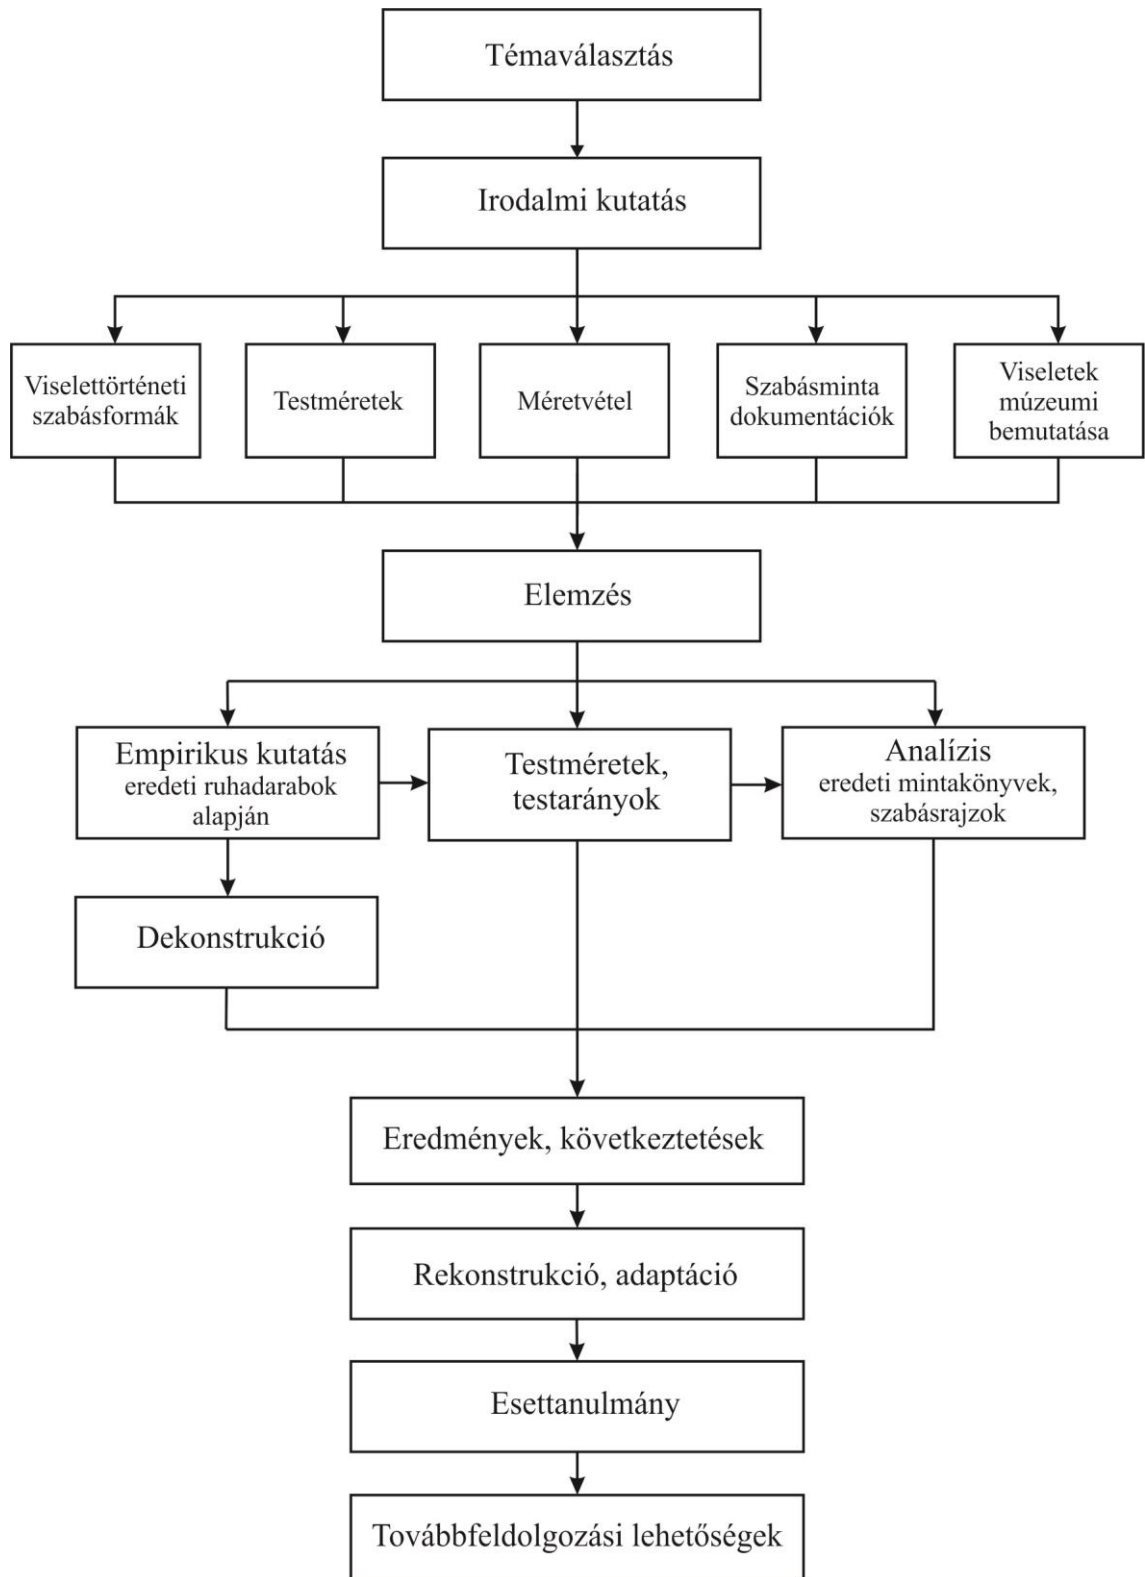 Témaválasztás
Irodalmi kutatás
Viselettörténeti
szabásformák
Testméretek
Méretvétel
Szabásminta
dokumentációk
Viseletek
múzeumi
bemutatása
Elemzés
Empirikus kutatás
eredeti ruhadarabok
alapján
Testméretek,
testarányok
Analízis
eredeti mintakönyvek,
szabásrajzok
Dekonstrukció
Eredmények, következtetések
Rekonstrukció, adaptáció
Esettanulmány
Továbbfeldolgozási lehetőségek